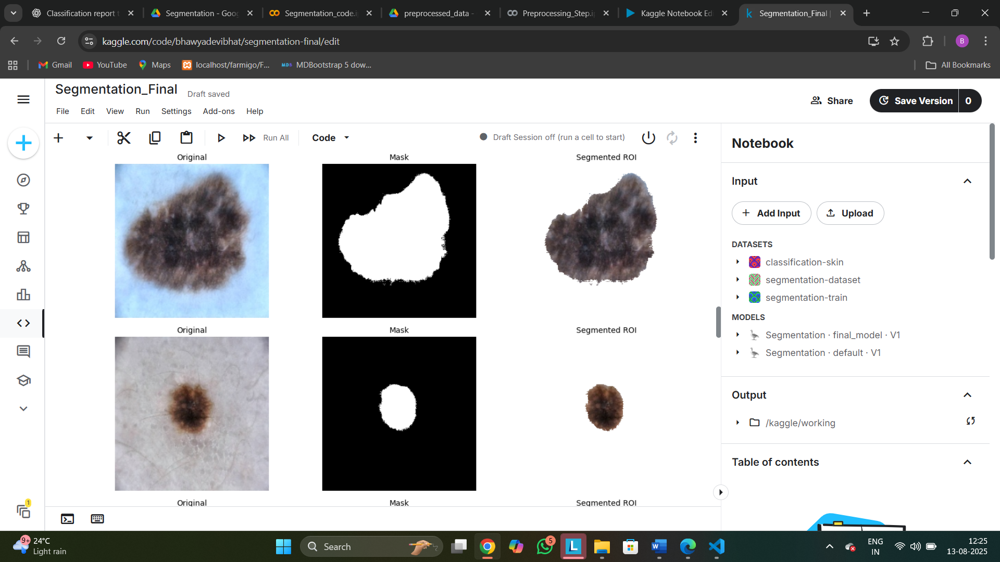 Classification report t
Segmentation - Goog
Segmentation_code.i
preprocessed_data -
Preprocessing_Step.i
Kaggle Notebook Ed
Segmentation_Final |
kaggle.com/code/bhawyadevibhat/segmentation-final/edit
B
Gmail
YouTube
Maps
localhost/farmigo/F...
MDB
MDBootstrap 5 dow...
All Bookmarks
Segmentation_Final
Draft saved
File
Edit
View
Run
Settings
Add-ons
Help
Share
Save Version
0
Run All
Code
Draft Session off (run a cell to start)
Original
Mask
Segmented ROI
Original
Mask
Segmented ROI
Original
Mask
Segmented ROI
Notebook
Input
Add Input
Upload
DATASETS
classification-skin
segmentation-dataset
segmentation-train
MODELS
Segmentation · final_model · V1
Segmentation · default · V1
Output
/kaggle/working
Table of contents
1
9+
24°C
Light rain
Search
5
L
W
ENG
IN
12:25
13-08-2025